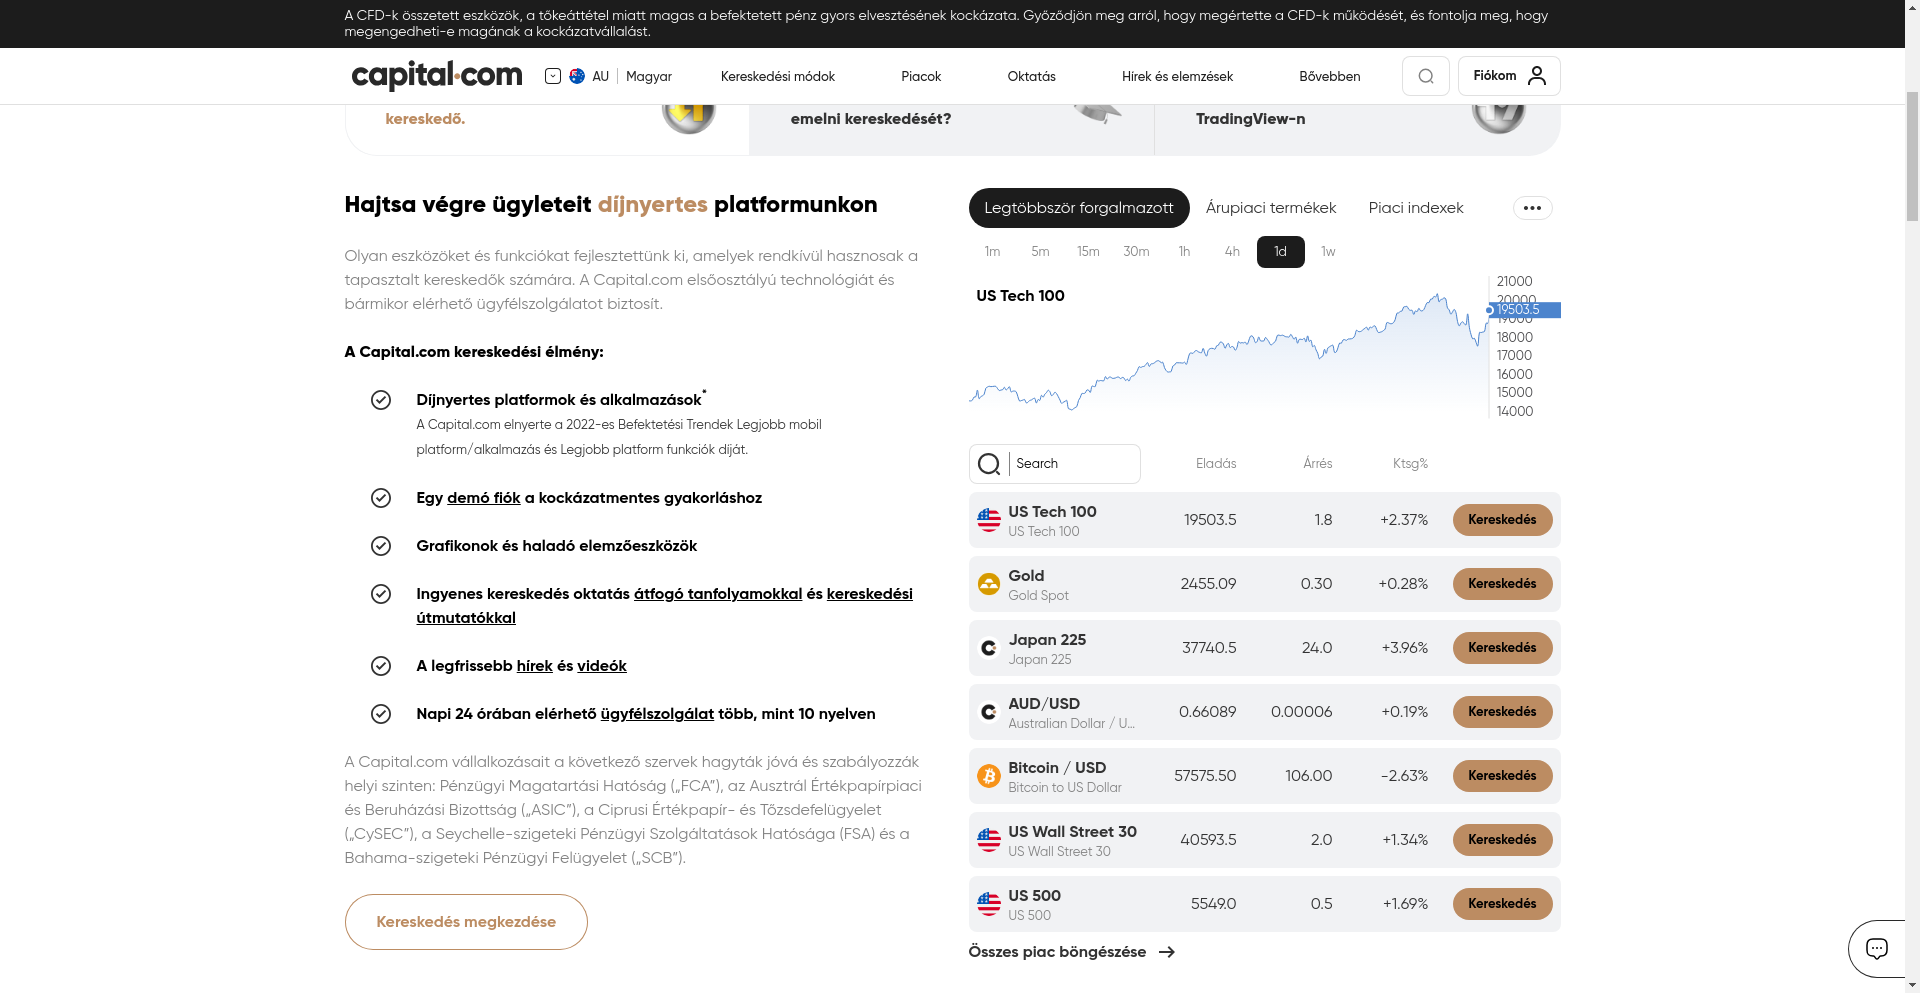 A CFD-k összetett eszközök, a tőkeáttétel miatt magas a befektetett pénz gyors elvesztésének kockázata. Győződjön meg arról, hogy megértette a CFD-k működését, és fontolja meg, hogy
megengedheti-e magának a kockázatvállalást.
capital.com
AU
Magyar
Kereskedési módok
Piacok
Oktatás
Hírek és elemzések
Bővebben
Fiókom
kereskedő.
emelni kereskedését?
TradingView-n
Hajtsa végre ügyleteit díjnyertes platformunkon
Olyan eszközöket és funkciókat fejlesztettünk ki, amelyek rendkívül hasznosak a
tapasztalt kereskedők számára. A Capital.com elsőosztályú technológiát és
bármikor elérhető ügyfélszolgálatot biztosít.
A Capital.com kereskedési élmény:
Díjnyertes platformok és alkalmazások*
A Capital.com elnyerte a 2022-es Befektetési Trendek Legjobb mobil
platform/alkalmazás és Legjobb platform funkciók díját.
Egy demó fiók a kockázatmentes gyakorláshoz
Grafikonok és haladó elemzőeszközök
Ingyenes kereskedés oktatás átfogó tanfolyamokkal és kereskedési
útmutatókkal
A legfrissebb hírek és videók
Napi 24 órában elérhető ügyfélszolgálat több, mint 10 nyelven
A Capital.com vállalkozásait a következő szervek hagyták jóvá és szabályozzák
helyi szinten: Pénzügyi Magatartási Hatóság („FCA”), az Ausztrál Értékpapírpiaci
és Beruházási Bizottság („ASIC”), a Ciprusi Értékpapír- és Tőzsdefelügyelet
(„CySEC”), a Seychelle-szigeteki Pénzügyi Szolgáltatások Hatósága (FSA) és a
Bahama-szigeteki Pénzügyi Felügyelet („SCB”).
Kereskedés megkezdése
Legtöbbször forgalmazott
Árupiaci termékek
Piaci indexek
1m 5m 15m 30m 1h 4h 1d 1w
US Tech 100
21000
20000
19503.5
19000
18000
17000
16000
15000
14000
Search
Eladás Árrés Ktsg%
US Tech 100 19503.5 1.8 +2.37% Kereskedés
US Tech 100
Gold 2455.09 0.30 +0.28% Kereskedés
Gold Spot
Japan 225 37740.5 24.0 +3.96% Kereskedés
Japan 225
AUD/USD 0.66089 0.00006 +0.19% Kereskedés
Australian Dollar / U...
Bitcoin / USD 57575.50 106.00 -2.63% Kereskedés
Bitcoin to US Dollar
US Wall Street 30 40593.5 2.0 +1.34% Kereskedés
US Wall Street 30
US 500 5549.0 0.5 +1.69% Kereskedés
US 500
Összes piac böngészése